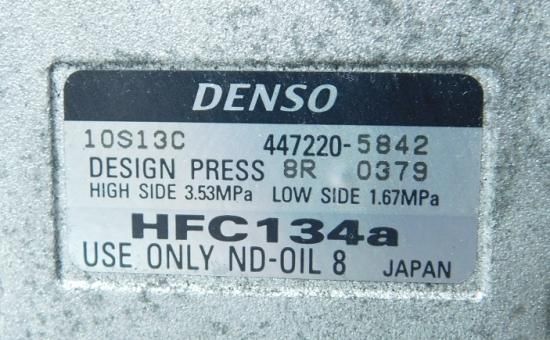 DENSO
10S13C 447220-5842
DESIGN PRESS 8R 0379
HIGH SIDE 3.53MPa LOW SIDE 1.67MPa
HFC134a
USE ONLY ND-OIL 8 JAPAN